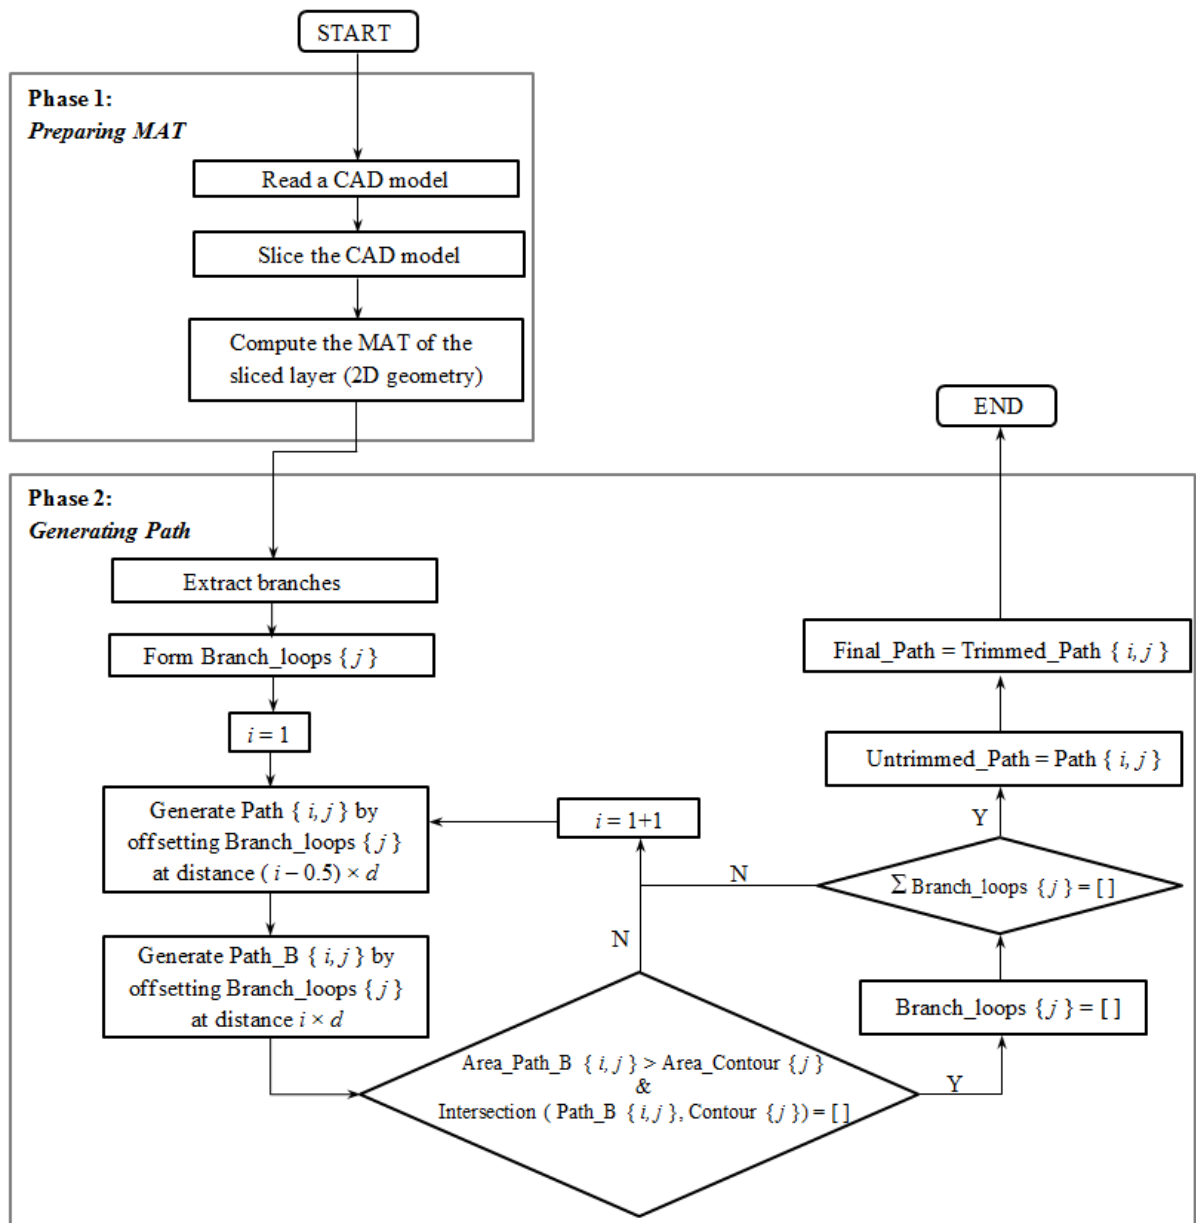 START
Phase 1:
Preparing MAT
Read a CAD model
Slice the CAD model
Compute the MAT of the
sliced layer (2D geometry)
END
Phase 2:
Generating Path
Extract branches
Form Branch_loops { j }
i = 1
Generate Path { i, j } by
offsetting Branch_loops { j }
at distance ( i – 0.5) × d
Generate Path_B { i, j } by
offsetting Branch_loops { j }
at distance i × d
i = 1+1
N
N
Area_Path_B { i, j } > Area_Contour { j }
&
Intersection ( Path_B { i, j }, Contour { j }) = [ ]
Y
Branch_loops { j } = [ ]
Σ Branch_loops { j } = [ ]
Y
Untrimmed_Path = Path { i, j }
Final_Path = Trimmed_Path { i, j }